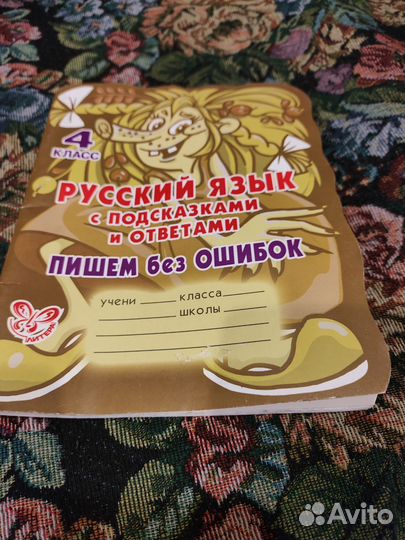 4
КЛАСС
РУССКИЙ ЯЗЫК
с ПОДСКАЗКАМИ
и ОТВЕТАМИ
ПИШЕМ без ОШИБОК
учени класса
школы
ЛИТЕРА
Avito